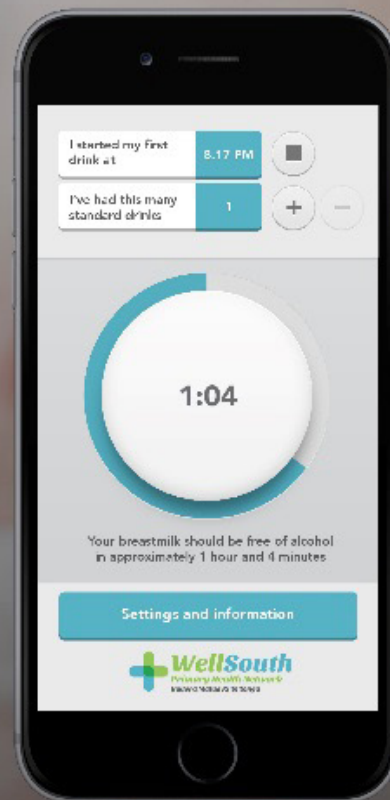 I started my first
drink at
8.17 PM
I've had this many
standard drinks
1
+
−
1:04
Your breastmilk should be free of alcohol
in approximately 1 hour and 4 minutes
Settings and information
WellSouth
Primary Health Network